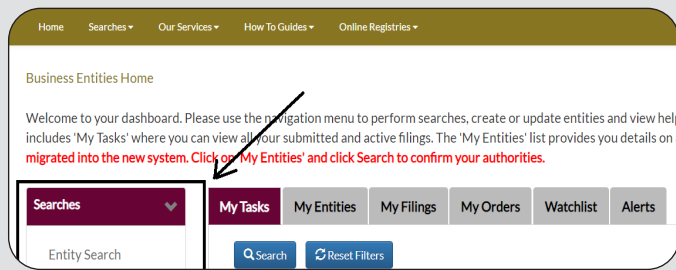 Home Searches Our Services How To Guides Online Registries
Business Entities Home
Welcome to your dashboard. Please use the navigation menu to perform searches, create or update entities and view hel
includes 'My Tasks' where you can view all your submitted and active filings. The 'My Entities' list provides you details on
migrated into the new system. Click on 'My Entities' and click Search to confirm your authorities.
Searches My Tasks My Entities My Filings My Orders Watchlist Alerts
Entity Search Search Reset Filters